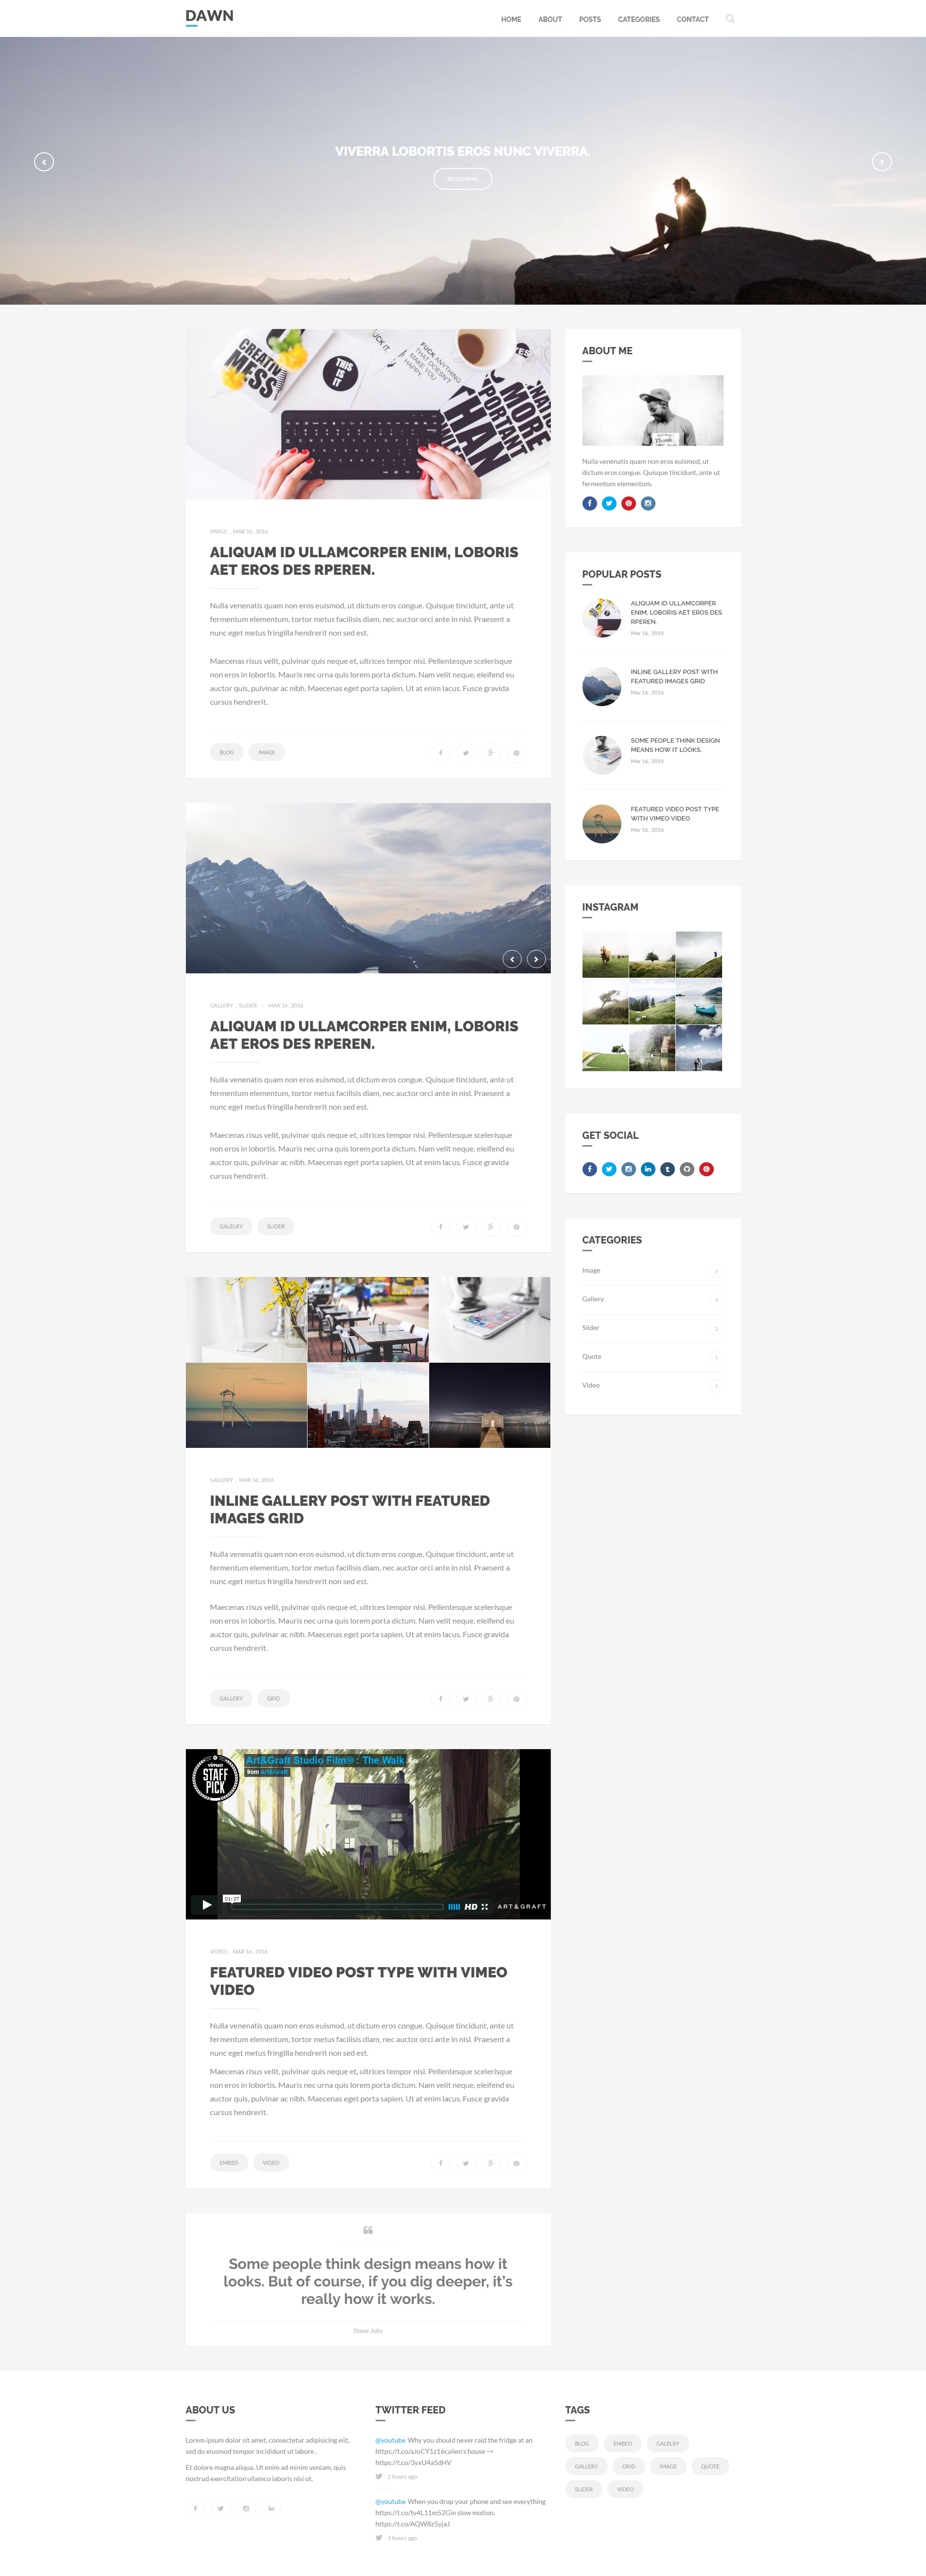 DAWN
HOME ABOUT POSTS CATEGORIES CONTACT
VIVERRA LOBORTIS EROS NUNC VIVERRA.
READ MORE
CREATIVE
MESS
THIS
IS IT
FUCK IT.
FUCK ANYTHING
THAT
DOESN'T
MAKE YOU
HAPPY.
MORE
THAN
IMAGE , MAR 16 , 2016
ALIQUAM ID ULLAMCORPER ENIM, LOBORIS
AET EROS DES RPEREN.
Nulla venenatis quam non eros euismod, ut dictum eros congue. Quisque tincidunt, ante ut
fermentum elementum, tortor metus facilisis diam, nec auctor orci ante in nisl. Praesent a
nunc eget metus fringilla hendrerit non sed est.
Maecenas risus velit, pulvinar quis neque et, ultrices tempor nisi. Pellentesque scelerisque
non eros in lobortis. Mauris nec urna quis lorem porta dictum. Nam velit neque, eleifend eu
auctor quis, pulvinar ac nibh. Maecenas eget porta sapien. Ut at enim lacus. Fusce gravida
cursus hendrerit.
BLOG IMAGE
GALLERY , SLIDER - MAR 16 , 2016
ALIQUAM ID ULLAMCORPER ENIM, LOBORIS
AET EROS DES RPEREN.
Nulla venenatis quam non eros euismod, ut dictum eros congue. Quisque tincidunt, ante ut
fermentum elementum, tortor metus facilisis diam, nec auctor orci ante in nisl. Praesent a
nunc eget metus fringilla hendrerit non sed est.
Maecenas risus velit, pulvinar quis neque et, ultrices tempor nisi. Pellentesque scelerisque
non eros in lobortis. Mauris nec urna quis lorem porta dictum. Nam velit neque, eleifend eu
auctor quis, pulvinar ac nibh. Maecenas eget porta sapien. Ut at enim lacus. Fusce gravida
cursus hendrerit.
GALELRY SLIDER
GALLERY , MAR 16 , 2016
INLINE GALLERY POST WITH FEATURED
IMAGES GRID
Nulla venenatis quam non eros euismod, ut dictum eros congue. Quisque tincidunt, ante ut
fermentum elementum, tortor metus facilisis diam, nec auctor orci ante in nisl. Praesent a
nunc eget metus fringilla hendrerit non sed est.
Maecenas risus velit, pulvinar quis neque et, ultrices tempor nisi. Pellentesque scelerisque
non eros in lobortis. Mauris nec urna quis lorem porta dictum. Nam velit neque, eleifend eu
auctor quis, pulvinar ac nibh. Maecenas eget porta sapien. Ut at enim lacus. Fusce gravida
cursus hendrerit.
GALLERY GRID
vimeo
STAFF
PICK
Art&Graft Studio Film® : The Walk
from Art&Graft
01:37
HD
ART&GRAFT
VIDEO , MAR 16 , 2016
FEATURED VIDEO POST TYPE WITH VIMEO
VIDEO
Nulla venenatis quam non eros euismod, ut dictum eros congue. Quisque tincidunt, ante ut
fermentum elementum, tortor metus facilisis diam, nec auctor orci ante in nisl. Praesent a
nunc eget metus fringilla hendrerit non sed est.
Maecenas risus velit, pulvinar quis neque et, ultrices tempor nisi. Pellentesque scelerisque
non eros in lobortis. Mauris nec urna quis lorem porta dictum. Nam velit neque, eleifend eu
auctor quis, pulvinar ac nibh. Maecenas eget porta sapien. Ut at enim lacus. Fusce gravida
cursus hendrerit.
EMBED VIDEO
Some people think design means how it
looks. But of course, if you dig deeper, it's
really how it works.
Steve Jobs
ABOUT ME
Nulla venenatis quam non eros euismod, ut
dictum eros congue. Quisque tincidunt, ante ut
fermentum elementum.
POPULAR POSTS
ALIQUAM ID ULLAMCORPER
ENIM, LOBORIS AET EROS DES
RPEREN.
Mar 16 , 2016
INLINE GALLERY POST WITH
FEATURED IMAGES GRID
Mar 16 , 2016
SOME PEOPLE THINK DESIGN
MEANS HOW IT LOOKS..
Mar 16 , 2016
FEATURED VIDEO POST TYPE
WITH VIMEO VIDEO
Mar 16 , 2016
INSTAGRAM
GET SOCIAL
CATEGORIES
Image 5
Gallery 3
Slider 2
Quote 1
Video 1
ABOUT US
Lorem ipsum dolor sit amet, consectetur adipisicing elit,
sed do eiusmod tempor incididunt ut labore .
Et dolore magna aliqua. Ut enim ad minim veniam, quis
nostrud exercitation ullamco laboris nisi ut.
TWITTER FEED
@youtube Why you should never raid the fridge at an
https://t.co/aJoCY1z16calien's house →
https://t.co/3yxU4a5dHV
2 hours ago
@youtube When you drop your phone and see everything
https://t.co/tv4L11m52Gin slow motion.
https://t.co/AQW8z5yjaJ
3 hours ago
TAGS
BLOG EMBED GALELRY
GALLERY GRID IMAGE QUOTE
SLIDER VIDEO